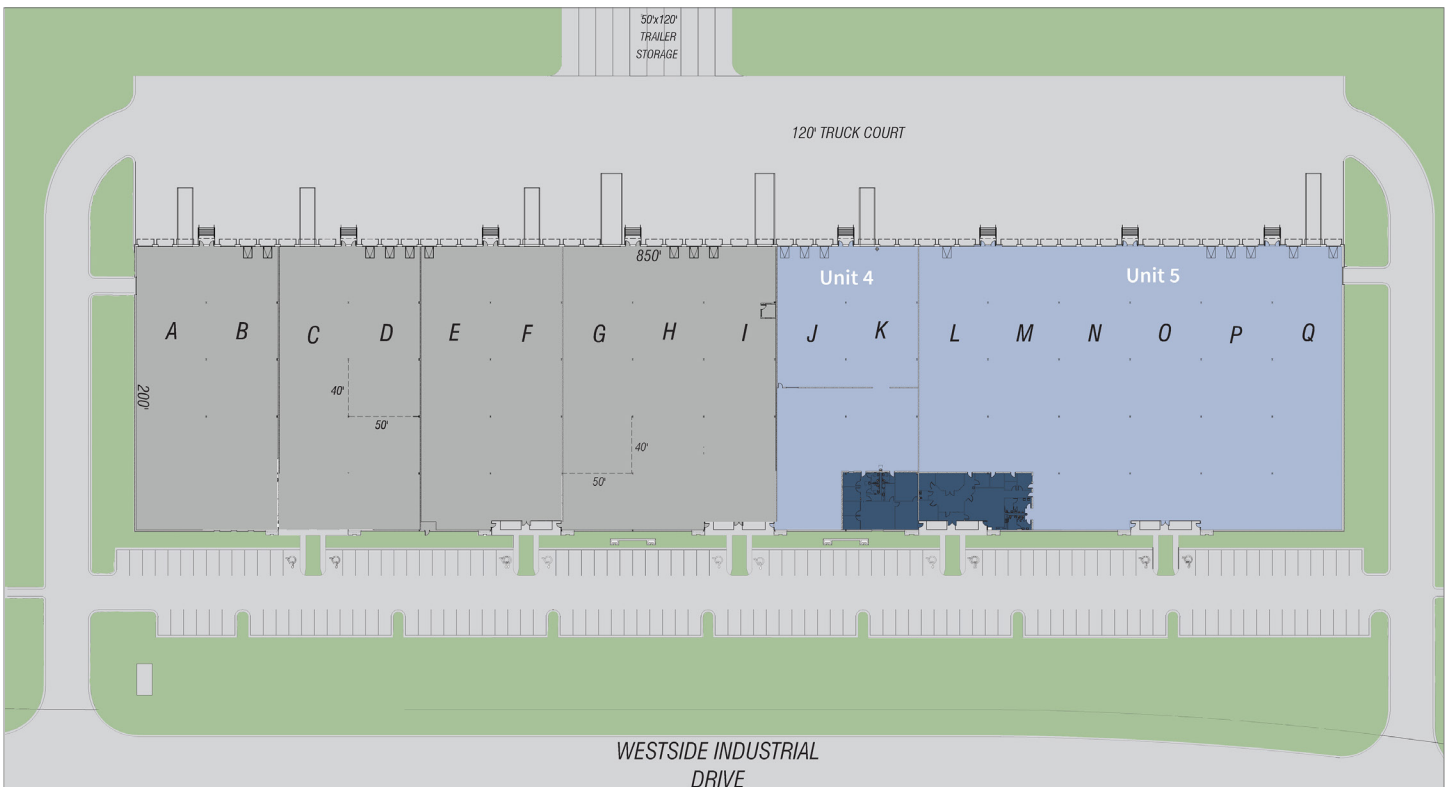 50'x120'
TRAILER
STORAGE
120' TRUCK COURT
850'
Unit 4
Unit 5
A B C D E F G H I J K L M N O P Q
200'
40'
50'
40'
50'
WESTSIDE INDUSTRIAL
DRIVE